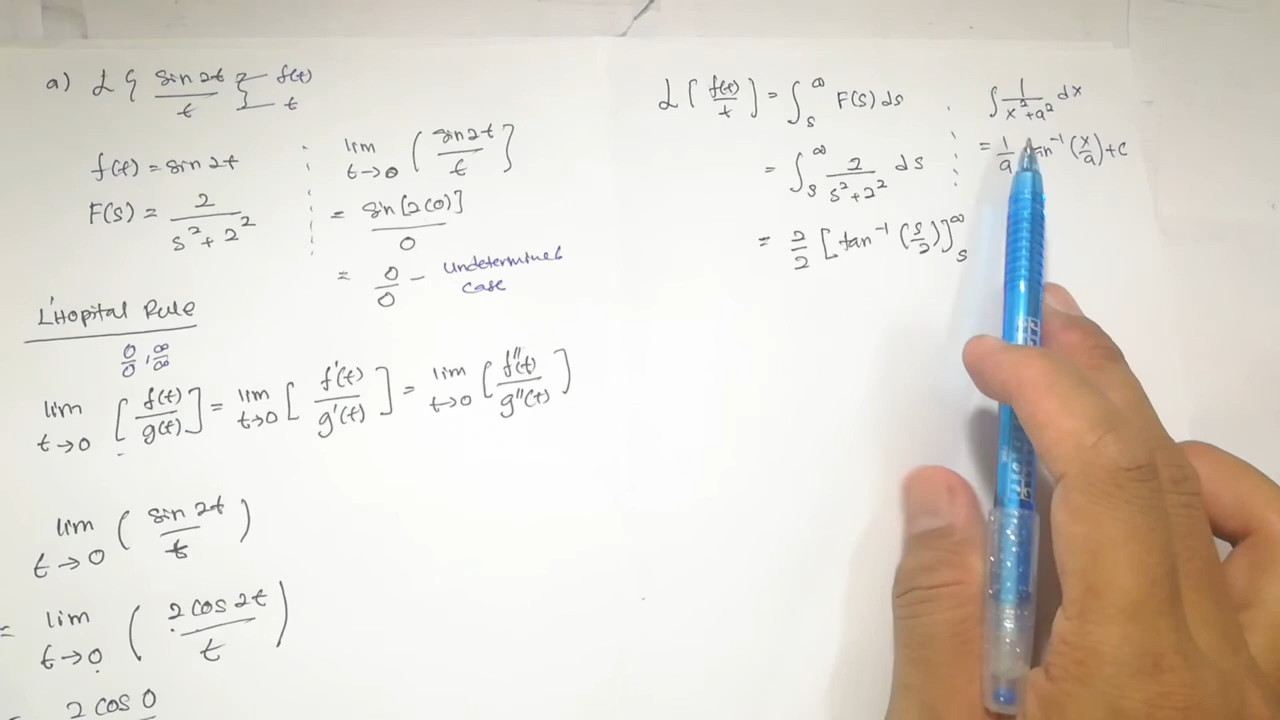 a) ℒ{ sin 2t / t } f(t) / t
f(t) = sin 2t
F(s) = 2 / (s² + 2²)
lim t→0 ( sin 2t / t )
= sin[2(0)] / 0
= 0/0 – undetermined
case
L'Hopital Rule
0/0 , ∞/∞
lim t→0 [ f(t) / g(t) ] = lim t→0 [ f'(t) / g'(t) ] = lim t→0 [ f''(t) / g''(t) ]
lim t→0 ( sin 2t / t )
= lim t→0 ( 2 cos 2t / t )
= 2 cos 0
ℒ[ f(t) / t ] = ∫ₛ^∞ F(s) ds
= ∫ₛ^∞ 2 / (s² + 2²) ds
= 2/2 [ tan⁻¹ (s/2) ]ₛ^∞
∫ 1 / (x² + a²) dx
= 1/a tan⁻¹ (x/a) + c